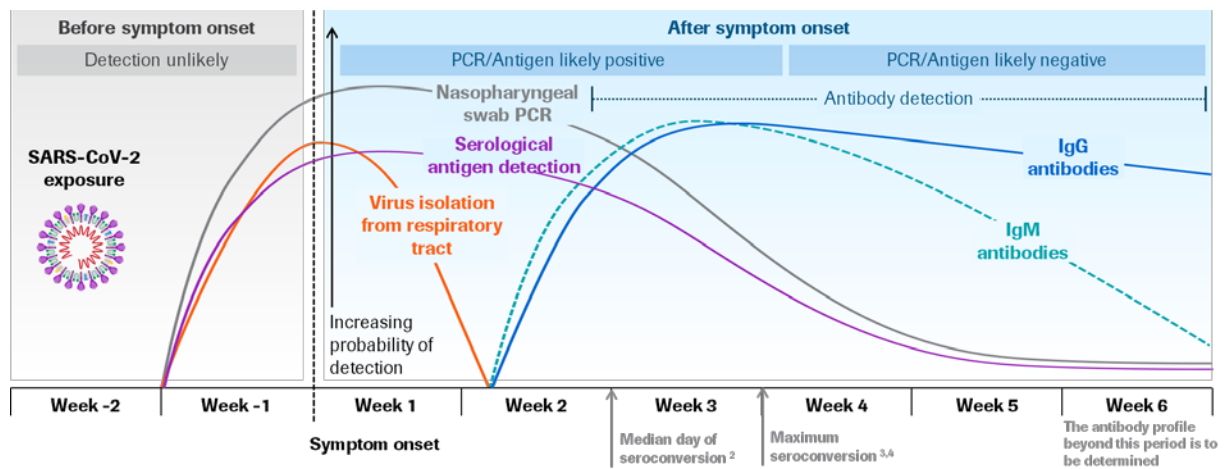 Before symptom onset
After symptom onset
Detection unlikely
PCR/Antigen likely positive
PCR/Antigen likely negative
Nasopharyngeal
swab PCR
Antibody detection
SARS-CoV-2
exposure
Serological
antigen detection
IgG
antibodies
Virus isolation
from respiratory
tract
IgM
antibodies
Increasing
probability of
detection
Week -2
Week -1
Week 1
Week 2
Week 3
Week 4
Week 5
Week 6
Symptom onset
Median day of
seroconversion 2
Maximum
seroconversion 3,4
The antibody profile
beyond this period is to
be determined